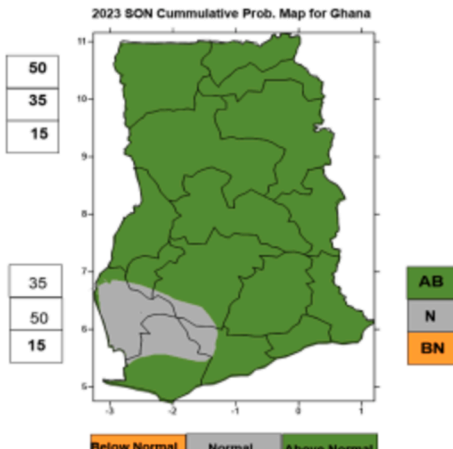 2023 SON Cummulative Prob. Map for Ghana
50
35
15
35
50
15
11
10
9
8
7
6
5
-3 -2 -1 0 1
AB
N
BN
Below Normal Normal Above Normal